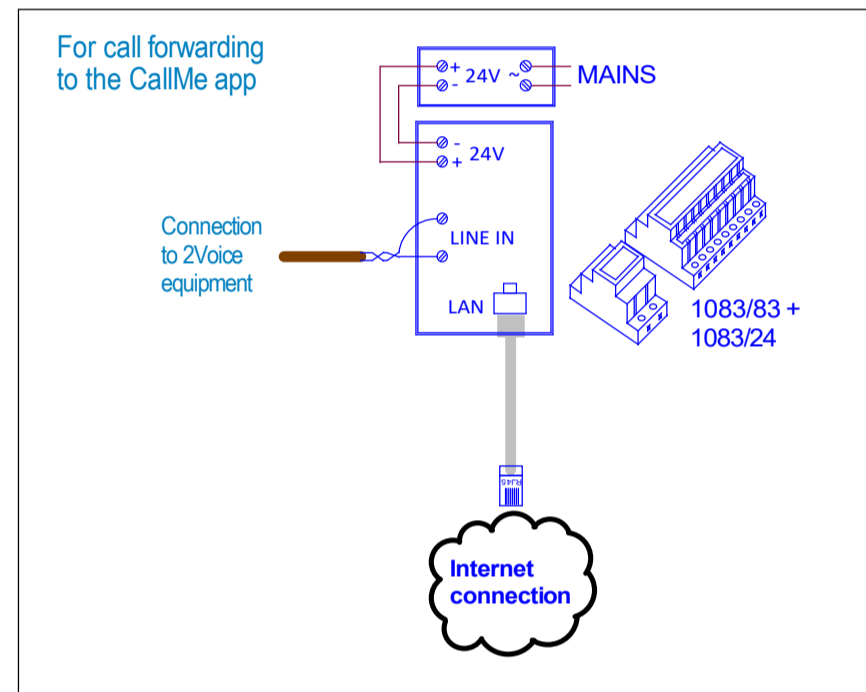 For call forwarding
to the CallMe app
+ 24V ~
-
MAINS
- 24V
+
Connection
to 2Voice
equipment
LINE IN
LAN
1083/83 +
1083/24
RJ45
Internet
connection